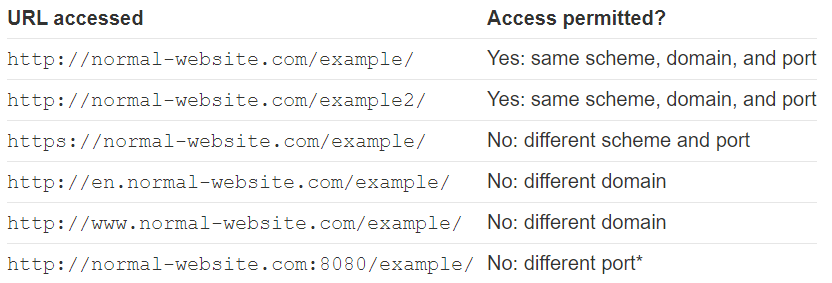 URL accessed Access permitted?
http://normal-website.com/example/ Yes: same scheme, domain, and port
http://normal-website.com/example2/ Yes: same scheme, domain, and port
https://normal-website.com/example/ No: different scheme and port
http://en.normal-website.com/example/ No: different domain
http://www.normal-website.com/example/ No: different domain
http://normal-website.com:8080/example/ No: different port*